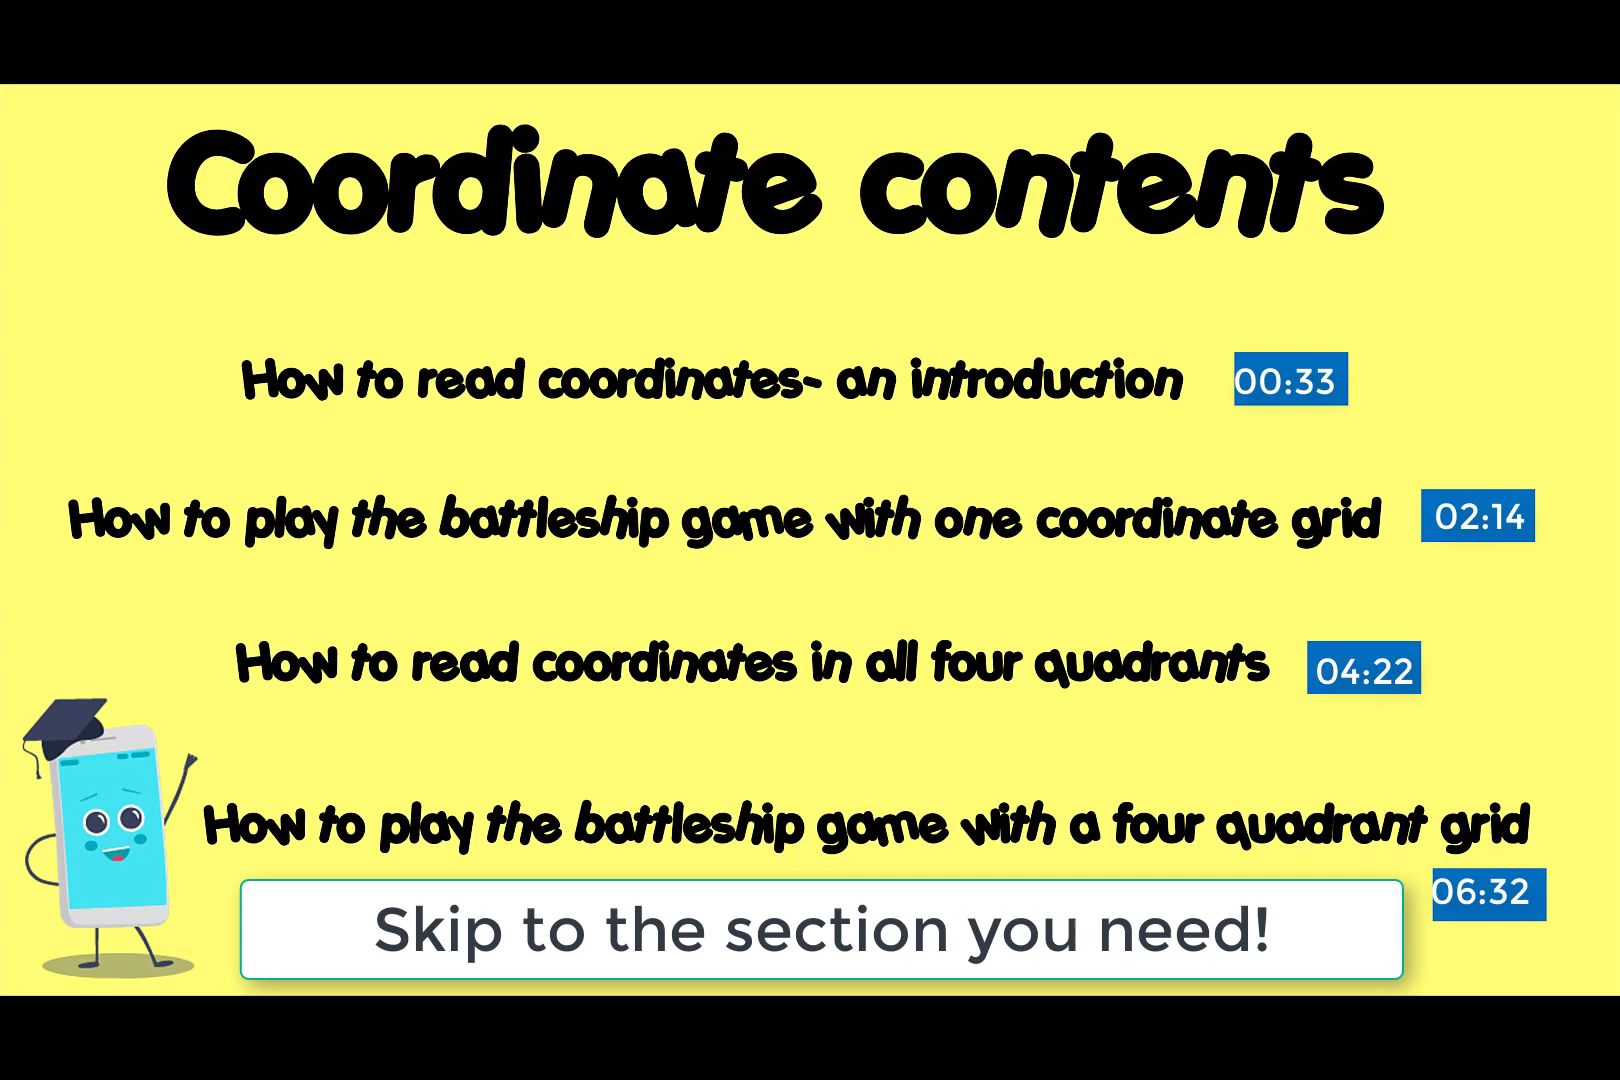 Coordinate contents
How to read coordinates- an introduction 00:33
How to play the battleship game with one coordinate grid 02:14
How to read coordinates in all four quadrants 04:22
How to play the battleship game with a four quadrant grid
06:32
Skip to the section you need!